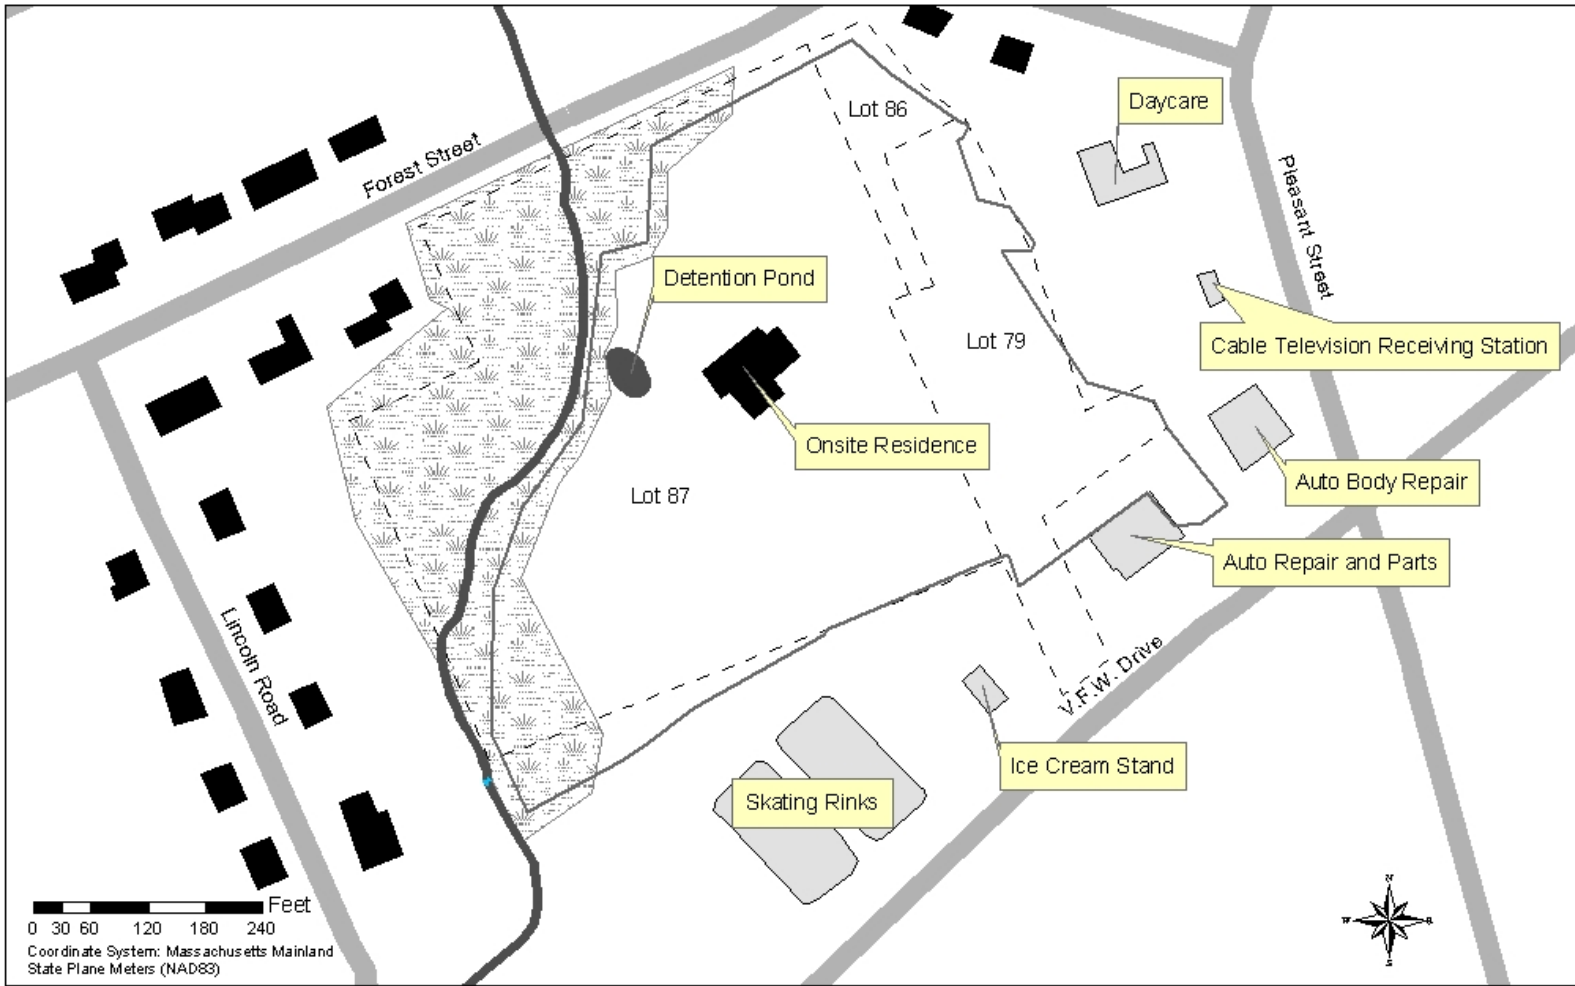 Lot 86
Daycare
Forest Street
Pleasant Street
Detention Pond
Lot 79
Cable Television Receiving Station
Onsite Residence
Auto Body Repair
Lot 87
Auto Repair and Parts
Lincoln Road
V.F.W. Drive
Ice Cream Stand
Skating Rinks
Feet
0 30 60 120 180 240
Coordinate System: Massachusetts Mainland
State Plane Meters (NAD83)
N
W E
S